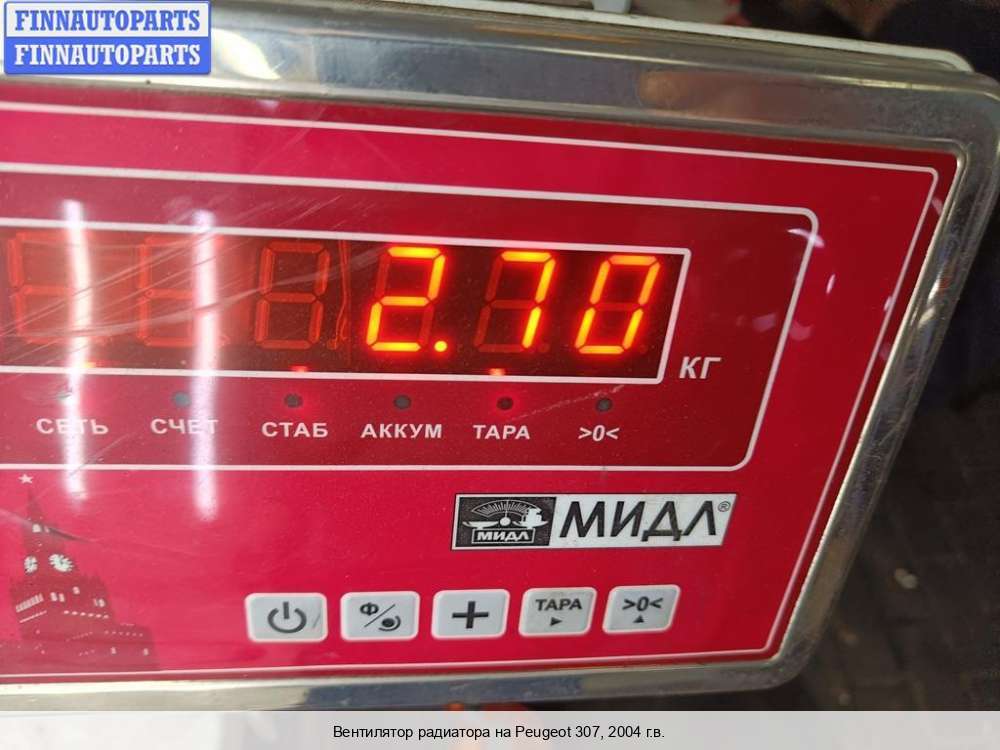 FINNAUTOPARTS
FINNAUTOPARTS
2.70
КГ
СЕТЬ СЧЕТ СТАБ АККУМ ТАРА >0<
МИДЛ МИДЛ®
Ф + ТАРА >0<
Вентилятор радиатора на Peugeot 307, 2004 г.в.